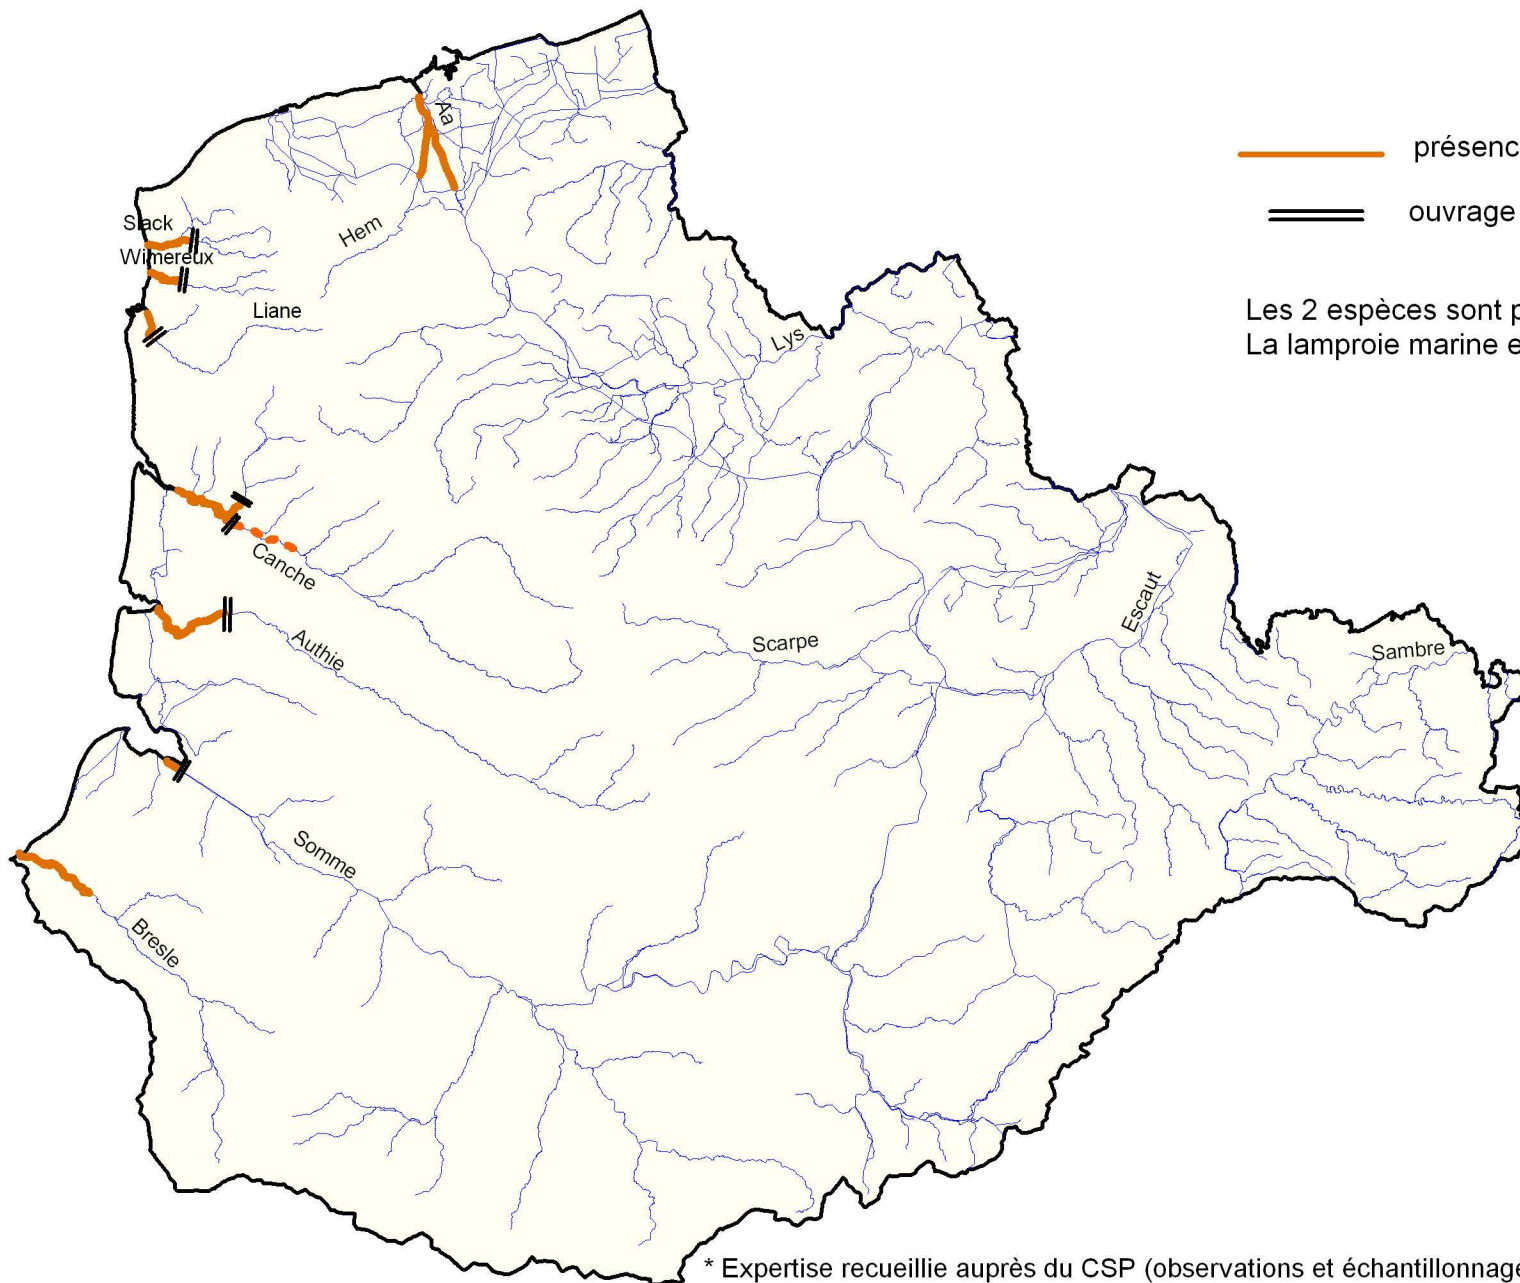 Aa
présenc
Slack
ouvrage
Hem
Wimereux
Liane
Les 2 espèces sont p
La lamproie marine e
Lys
Canche
Escaut
Authie
Scarpe
Sambre
Somme
Bresle
* Expertise recueillie auprès du CSP (observations et échantillonnage